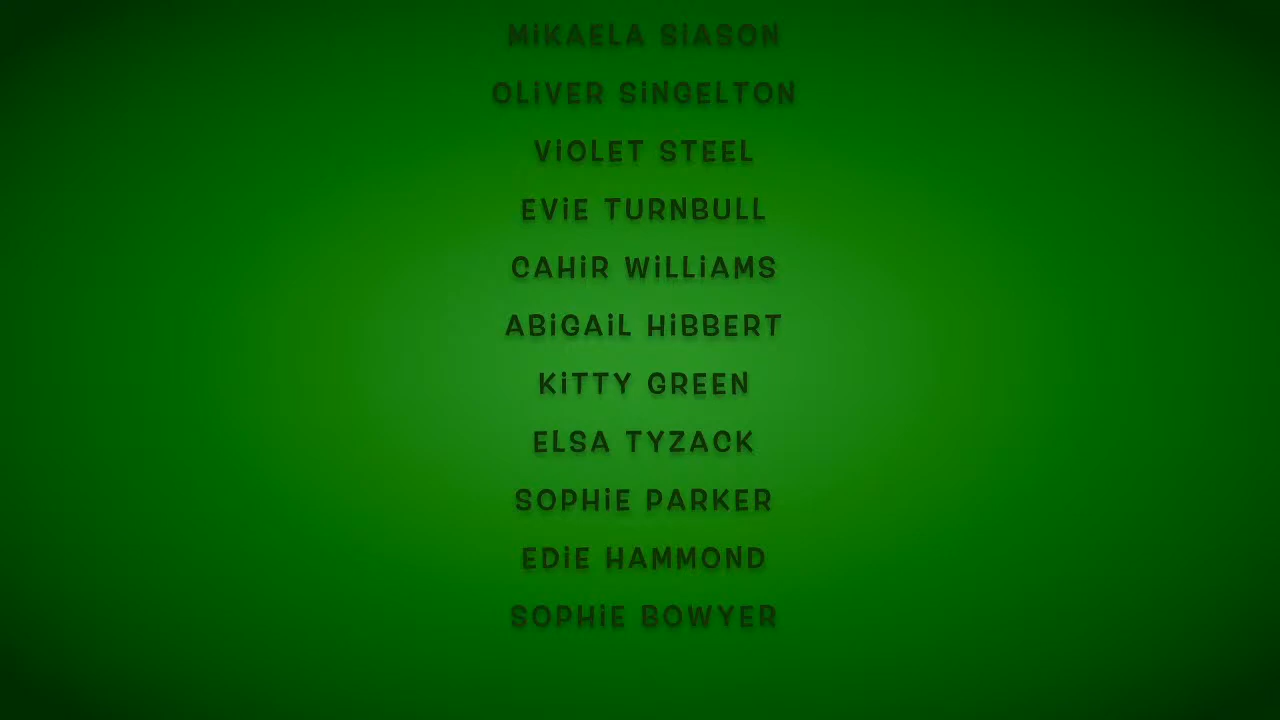 MiKAELA SiASON
OLiVER SiNGELTON
ViOLET STEEL
EViE TURNBULL
CAHiR WiLLiAMS
ABiGAiL HiBBERT
KiTTY GREEN
ELSA TYZACK
SOPHiE PARKER
EDiE HAMMOND
SOPHiE BOWYER